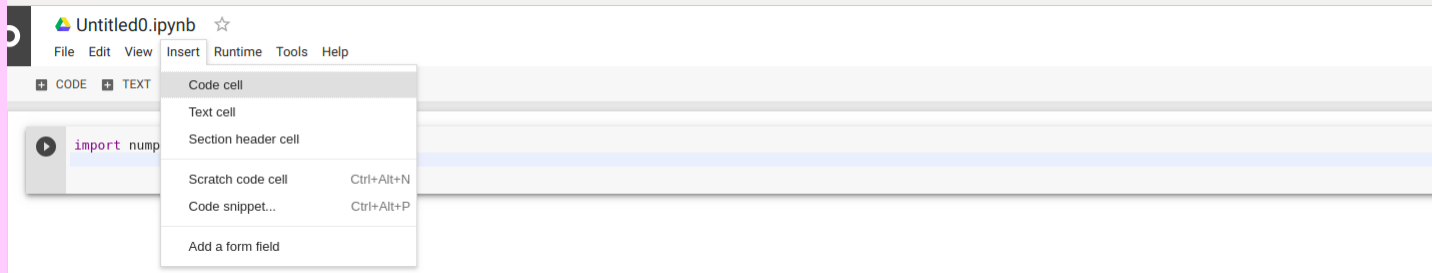 Untitled0.ipynb
File Edit View Insert Runtime Tools Help
CODE TEXT
Code cell
Text cell
Section header cell
import nump
Scratch code cell Ctrl+Alt+N
Code snippet... Ctrl+Alt+P
Add a form field